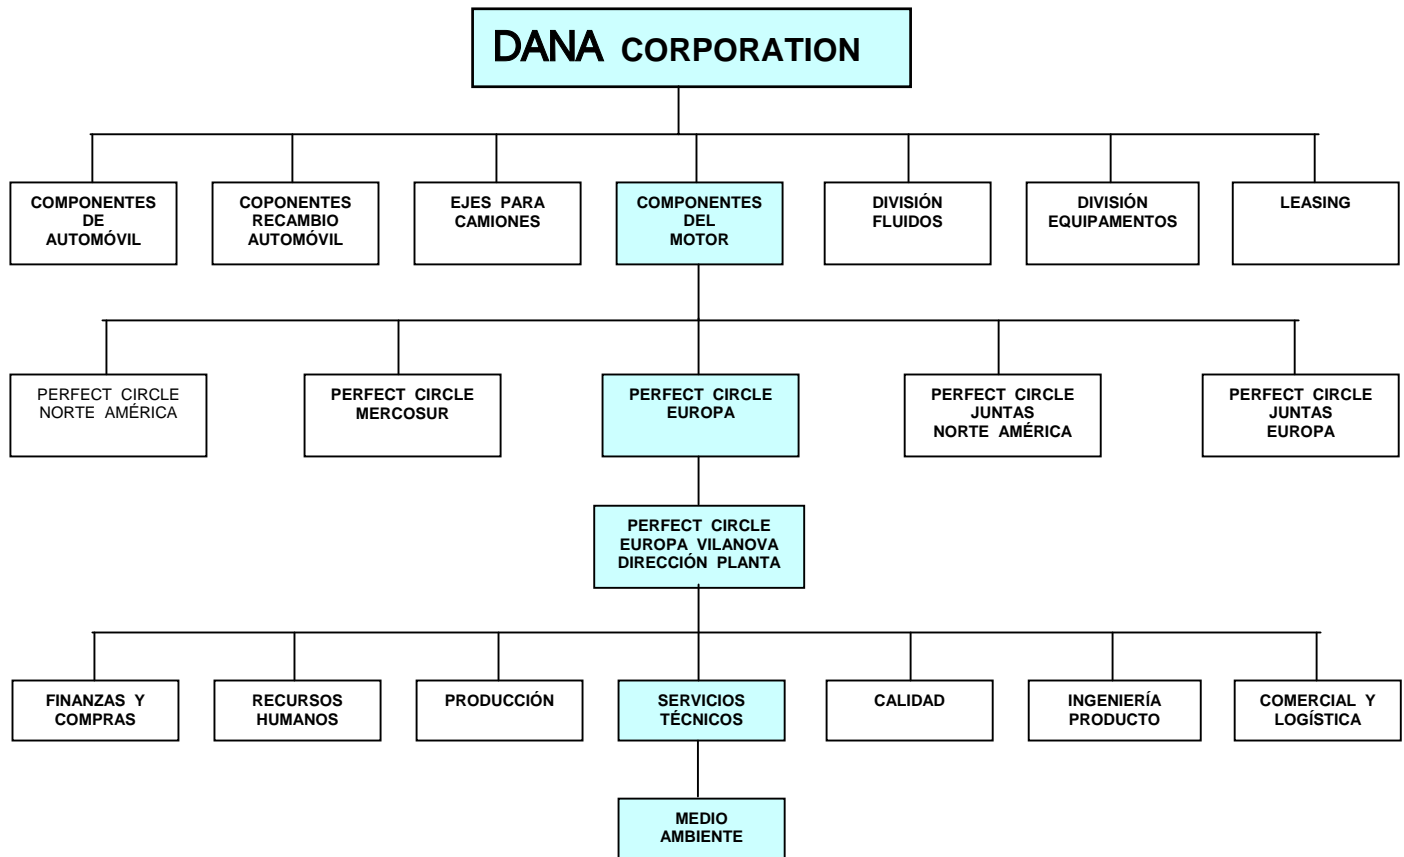 DANA CORPORATION
COMPONENTES
DE
AUTOMÓVIL
COPONENTES
RECAMBIO
AUTOMÓVIL
EJES PARA
CAMIONES
COMPONENTES
DEL
MOTOR
DIVISIÓN
FLUIDOS
DIVISIÓN
EQUIPAMENTOS
LEASING
PERFECT CIRCLE
NORTE AMÉRICA
PERFECT CIRCLE
MERCOSUR
PERFECT CIRCLE
EUROPA
PERFECT CIRCLE
JUNTAS
NORTE AMÉRICA
PERFECT CIRCLE
JUNTAS
EUROPA
PERFECT CIRCLE
EUROPA VILANOVA
DIRECCIÓN PLANTA
FINANZAS Y
COMPRAS
RECURSOS
HUMANOS
PRODUCCIÓN
SERVICIOS
TÉCNICOS
CALIDAD
INGENIERÍA
PRODUCTO
COMERCIAL Y
LOGÍSTICA
MEDIO
AMBIENTE